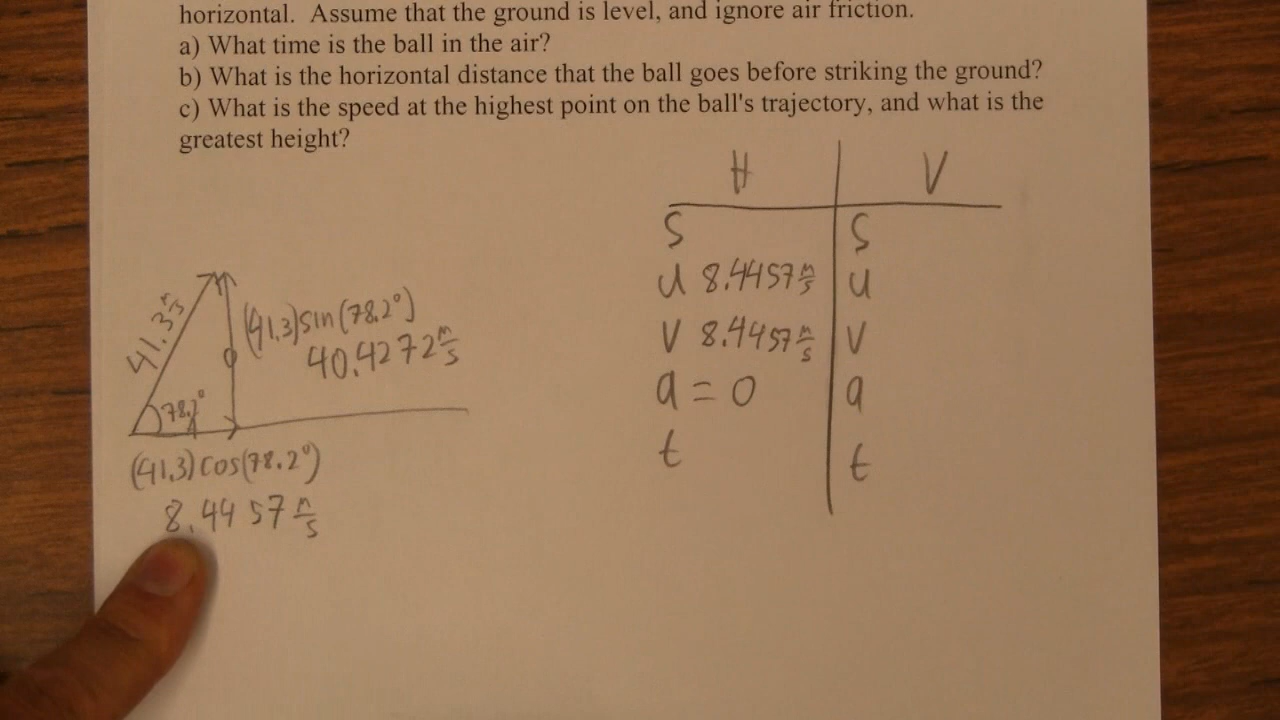 horizontal. Assume that the ground is level, and ignore air friction.
a) What time is the ball in the air?
b) What is the horizontal distance that the ball goes before striking the ground?
c) What is the speed at the highest point on the ball's trajectory, and what is the
greatest height?
H V
S S
u 8.4457 m/s u
V 8.4457 m/s V
a = 0 a
t t
41.3 m/s
(41.3)sin(78.2°)
40.4272 m/s
78.2°
(41.3)cos(78.2°)
8.4457 m/s